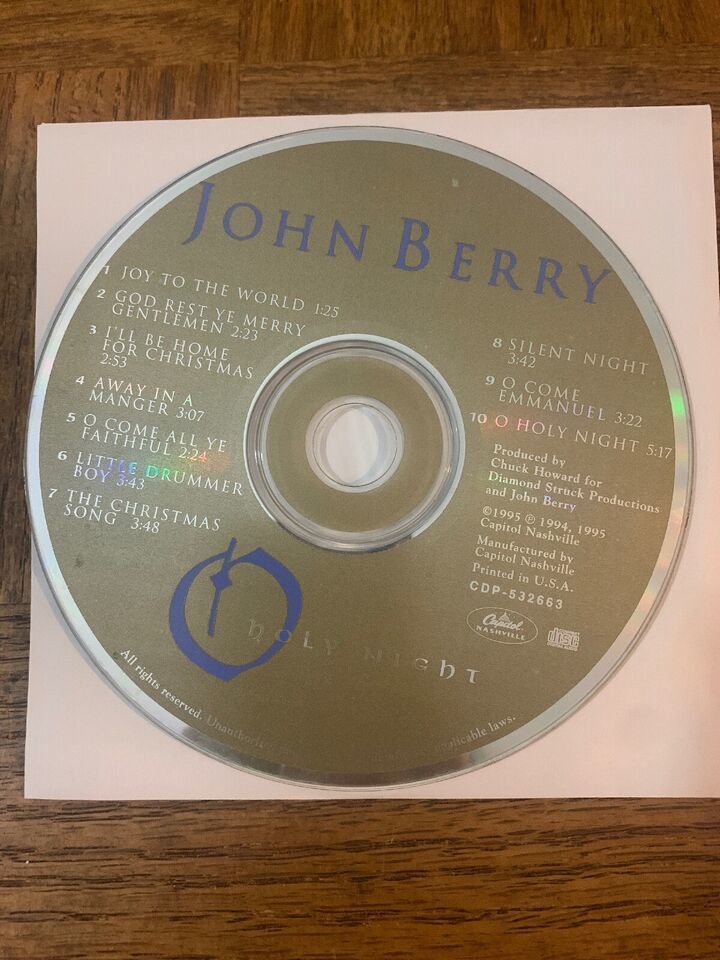 JOHN BERRY
1 JOY TO THE WORLD 1:25
2 GOD REST YE MERRY
GENTLEMEN 2:23
3 I'LL BE HOME
FOR CHRISTMAS
2:53
4 AWAY IN A
MANGER 3:07
5 O COME ALL YE
FAITHFUL 2:24
6 LITTLE DRUMMER
BOY 3:43
7 THE CHRISTMAS
SONG 3:48
8 SILENT NIGHT
3:42
9 O COME
EMMANUEL 3:22
10 O HOLY NIGHT 5:17
Produced by
Chuck Howard for
Diamond Struck Productions
and John Berry
©1995 ℗ 1994, 1995
Capitol Nashville
Manufactured by
Capitol Nashville
Printed in U.S.A.
CDP-532663
Capitol
NASHVILLE
COMPACT
disc
DIGITAL AUDIO
O HOLY NIGHT
All rights reserved. applicable laws.